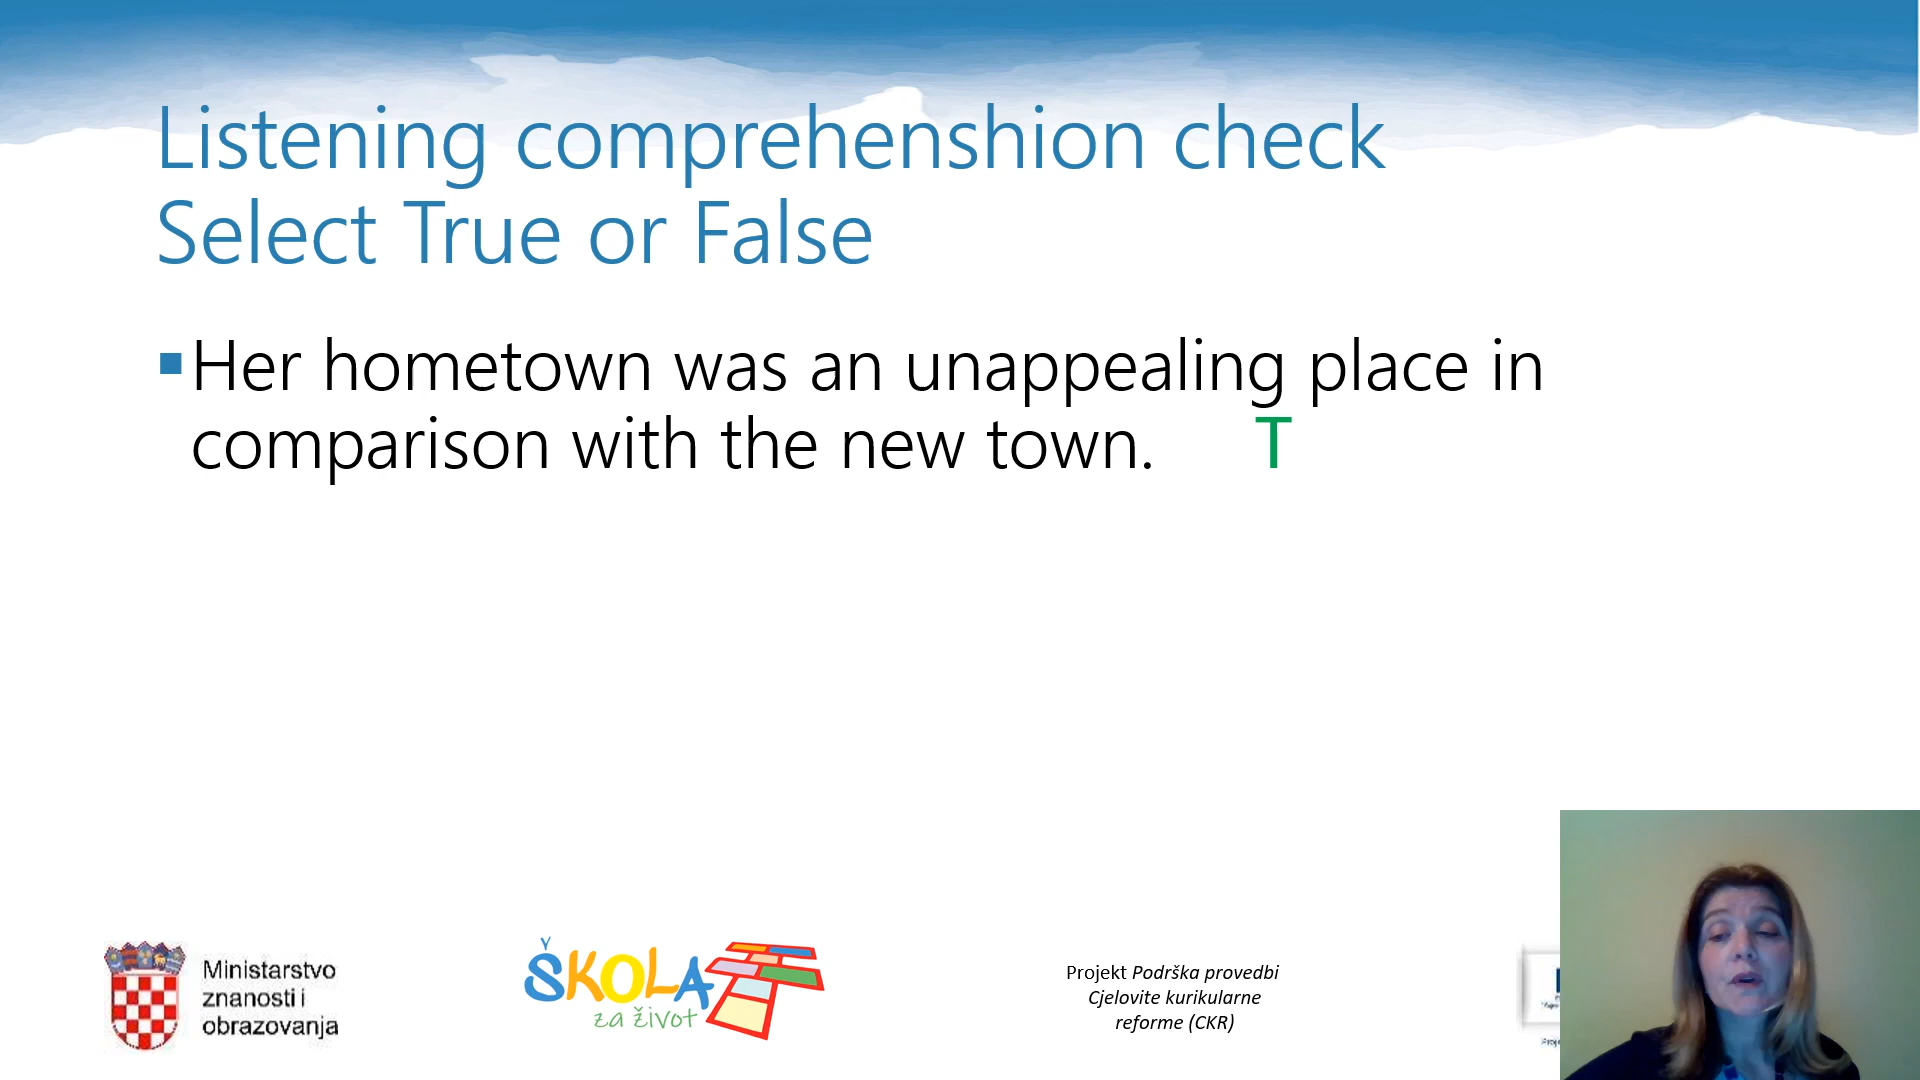 Listening comprehenshion check
Select True or False
Her hometown was an unappealing place in
comparison with the new town. T
Ministarstvo
znanosti i
obrazovanja
ŠKOLA
za život
Projekt Podrška provedbi
Cjelovite kurikularne
reforme (CKR)